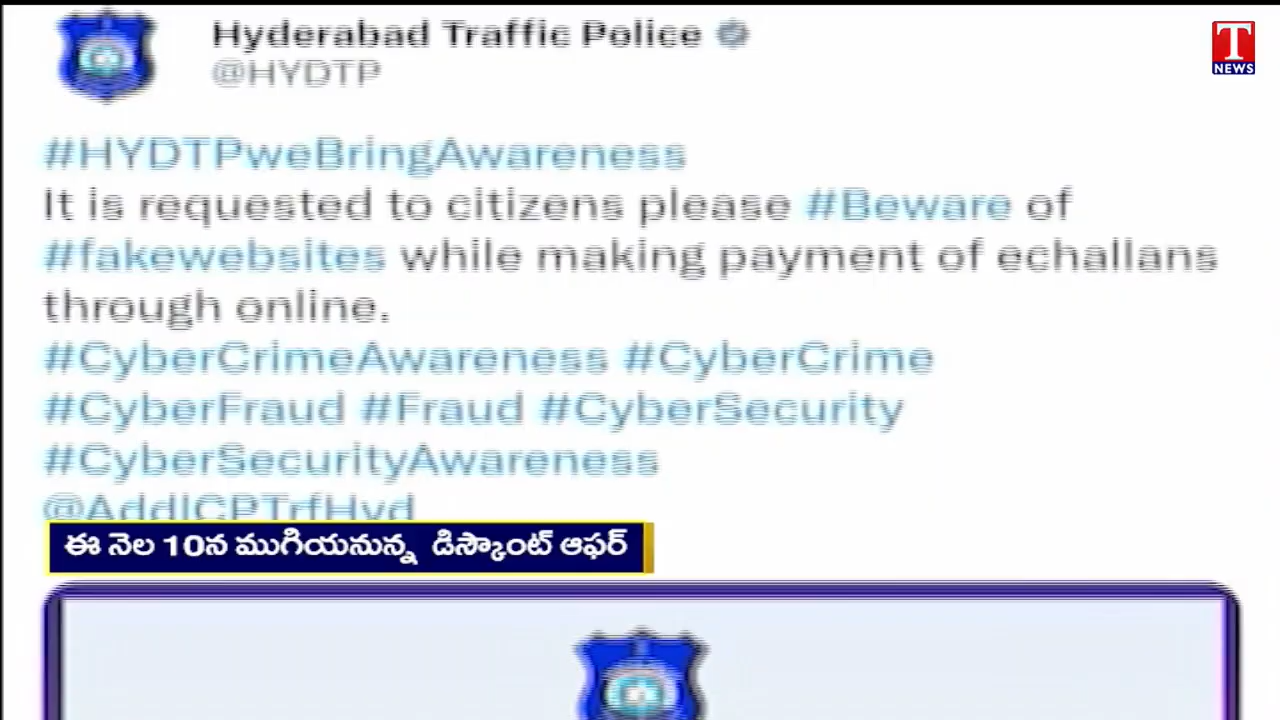 Hyderabad Traffic Police
@HYDTP
T
NEWS
#HYDTPweBringAwareness
It is requested to citizens please #Beware of
#fakewebsites while making payment of echallans
through online.
#CyberCrimeAwareness #CyberCrime
#CyberFraud #Fraud #CyberSecurity
#CyberSecurityAwareness
@AddlCPTrfHyd
ఈ నెల 10న ముగియనున్న డిస్కౌంట్ ఆఫర్